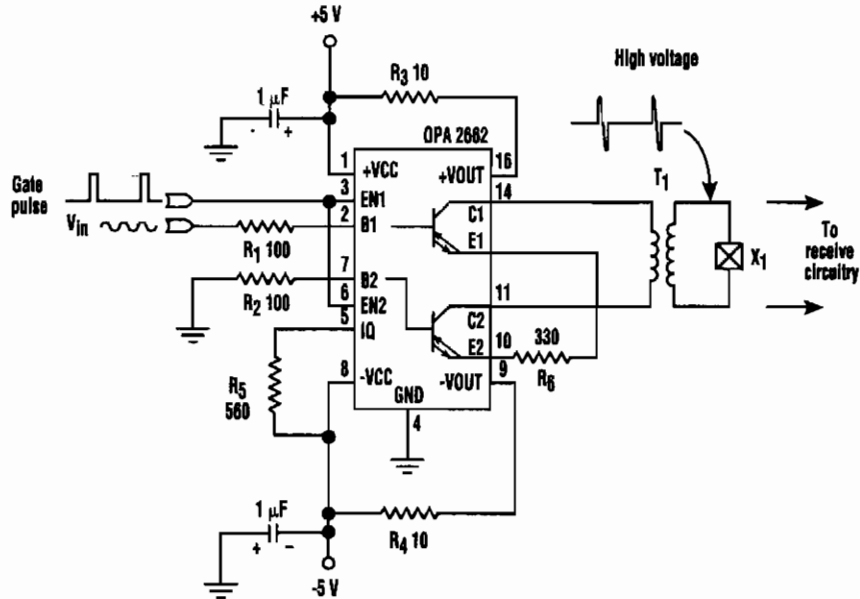 +5 V
R3 10
High voltage
1 µF
- +
OPA 2662
1
+VCC
+VOUT
16
T1
Gate
pulse
3
EN1
14
C1
Vin
2
B1
E1
R1 100
X1
To
receive
circuitry
7
B2
R2 100
6
EN2
11
C2
5
IQ
E2
10
330
R6
8
-VCC
-VOUT
9
R5
560
GND
4
1 µF
+ -
R4 10
-5 V